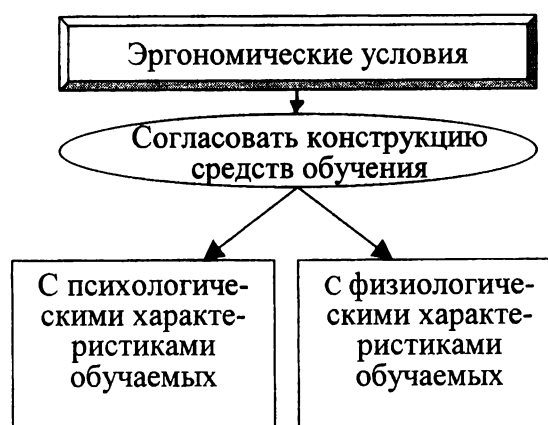 Эргономические условия
Согласовать конструкцию
средств обучения
С психологиче-
скими характе-
ристиками
обучаемых
С физиологиче-
скими характе-
ристиками
обучаемых